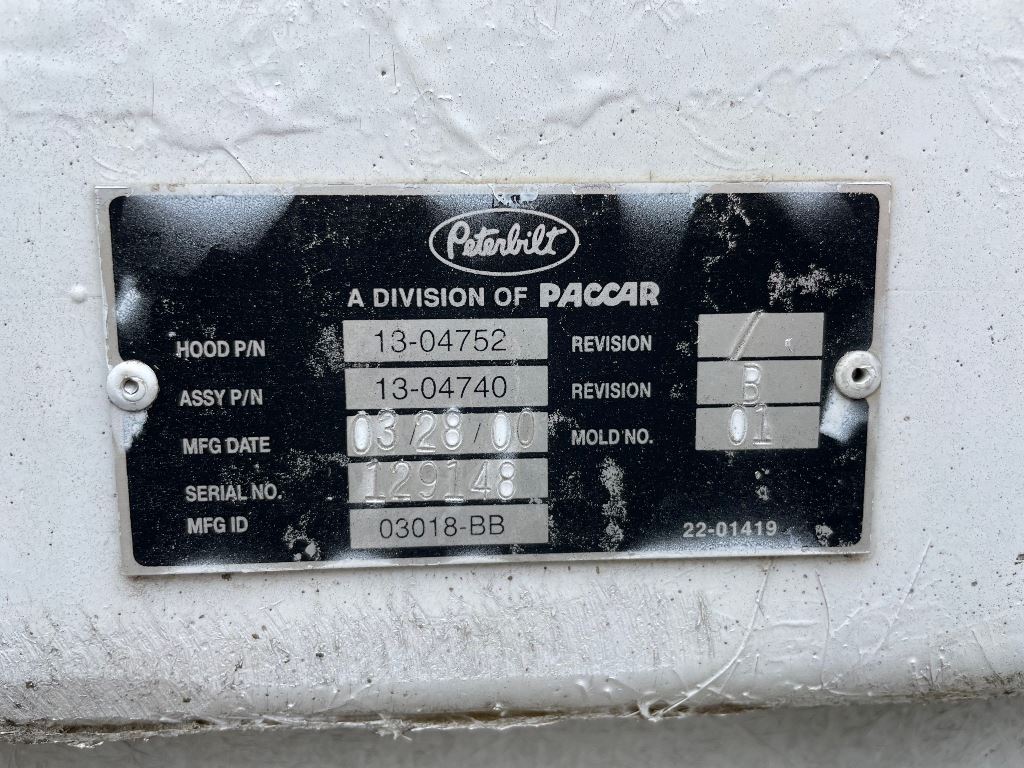 Peterbilt
A DIVISION OF PACCAR
HOOD P/N 13-04752 REVISION /
ASSY P/N 13-04740 REVISION B
MFG DATE 03/28/00 MOLD NO. 01
SERIAL NO. 129148
MFG ID 03018-BB 22-01419